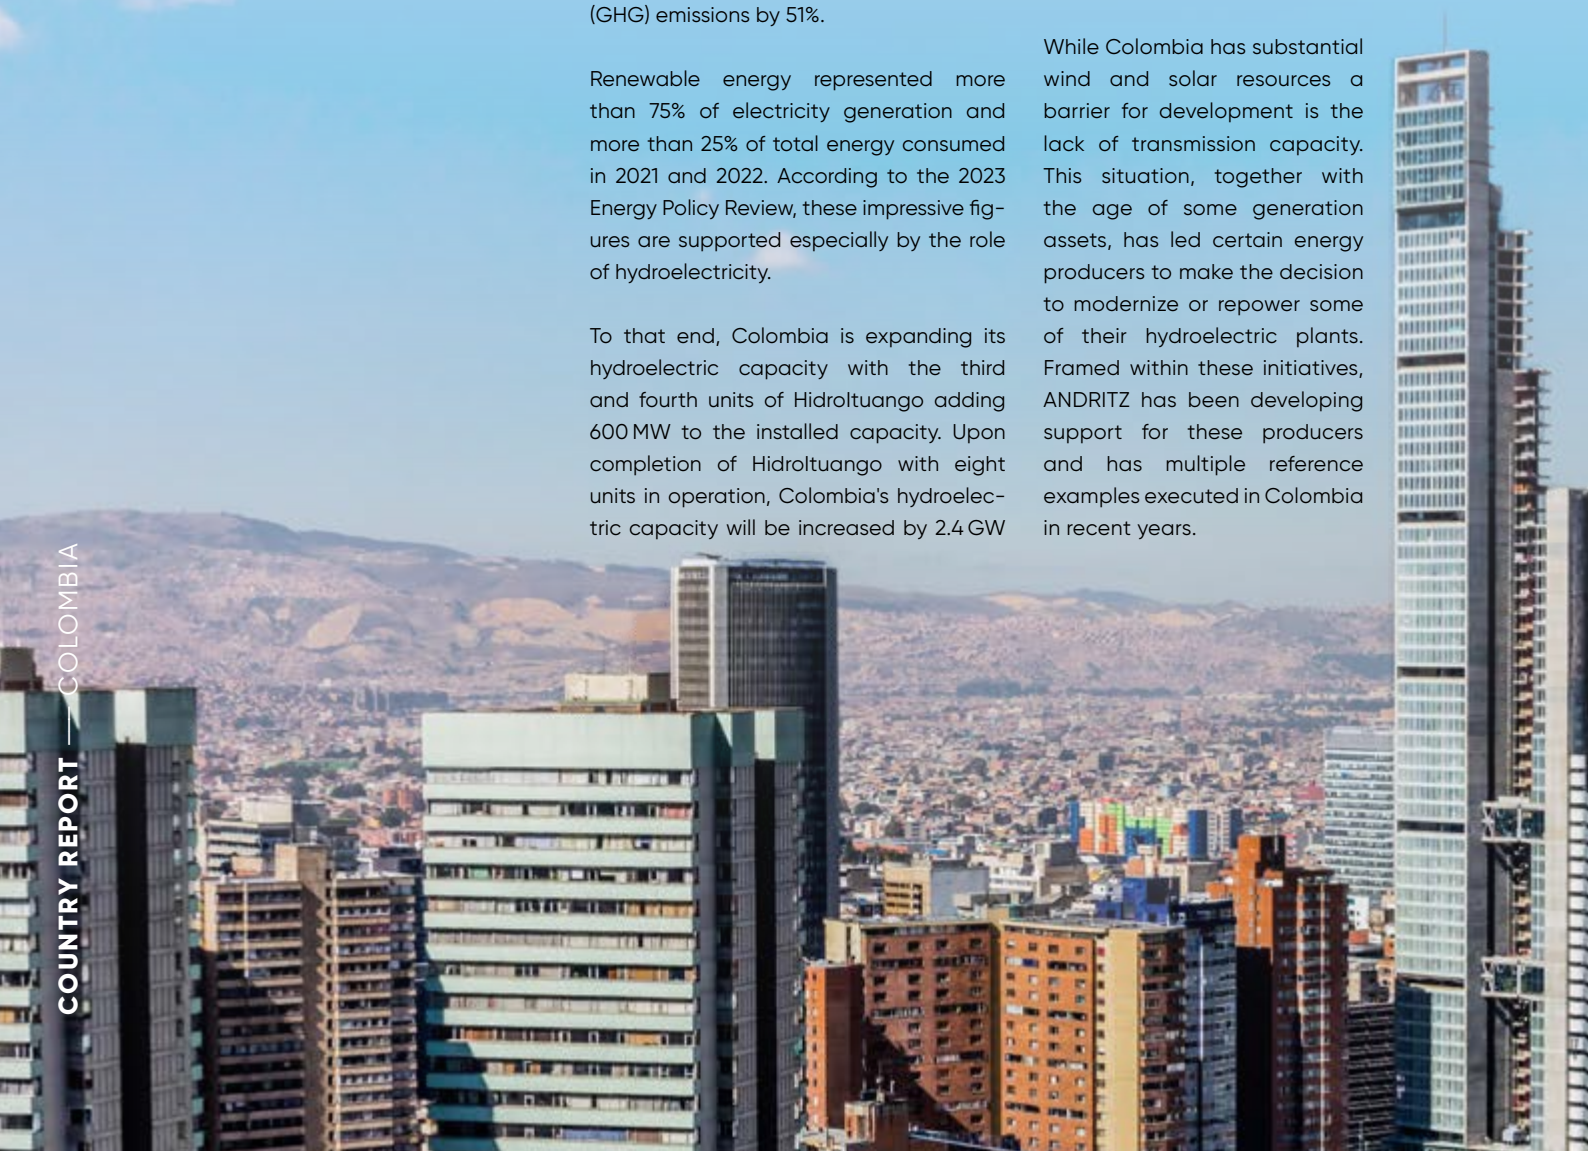 (GHG) emissions by 51%.
Renewable energy represented more
than 75% of electricity generation and
more than 25% of total energy consumed
in 2021 and 2022. According to the 2023
Energy Policy Review, these impressive fig-
ures are supported especially by the role
of hydroelectricity.
To that end, Colombia is expanding its
hydroelectric capacity with the third
and fourth units of HidroItuango adding
600 MW to the installed capacity. Upon
completion of HidroItuango with eight
units in operation, Colombia's hydroelec-
tric capacity will be increased by 2.4 GW
While Colombia has substantial
wind and solar resources a
barrier for development is the
lack of transmission capacity.
This situation, together with
the age of some generation
assets, has led certain energy
producers to make the decision
to modernize or repower some
of their hydroelectric plants.
Framed within these initiatives,
ANDRITZ has been developing
support for these producers
and has multiple reference
examples executed in Colombia
in recent years.
COUNTRY REPORT — COLOMBIA